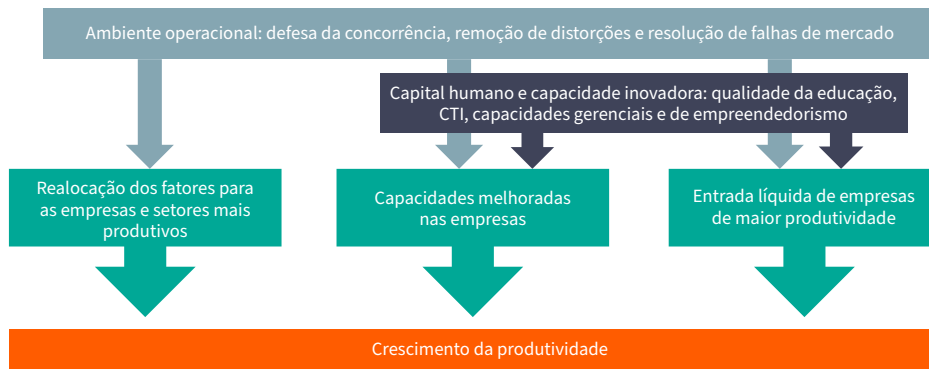 Ambiente operacional: defesa da concorrência, remoção de distorções e resolução de falhas de mercado
Capital humano e capacidade inovadora: qualidade da educação,
CTI, capacidades gerenciais e de empreendedorismo
Realocação dos fatores para
as empresas e setores mais
produtivos
Capacidades melhoradas
nas empresas
Entrada líquida de empresas
de maior produtividade
Crescimento da produtividade